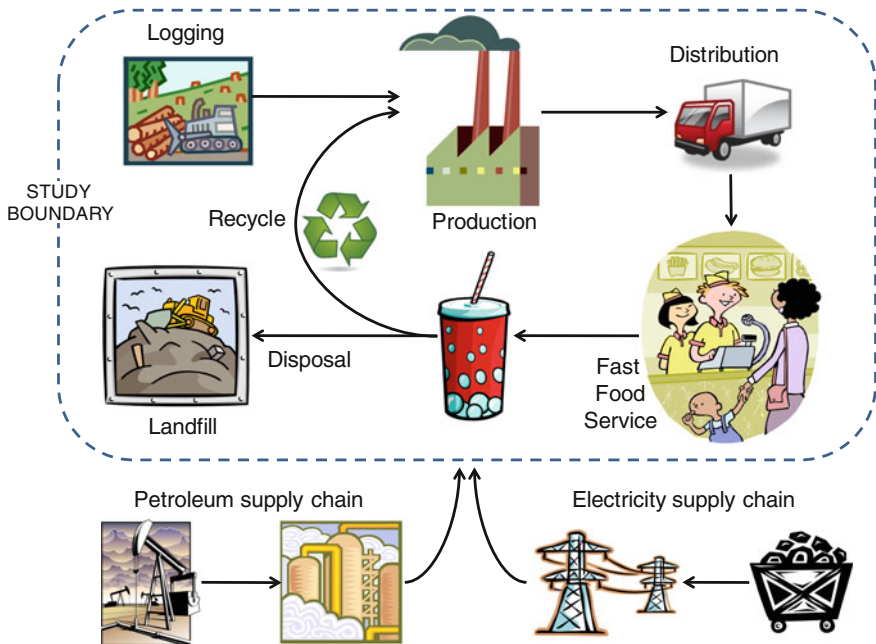 Logging
Distribution
STUDY
BOUNDARY
Recycle
Production
Disposal
Fast
Food
Service
Landfill
Petroleum supply chain
Electricity supply chain